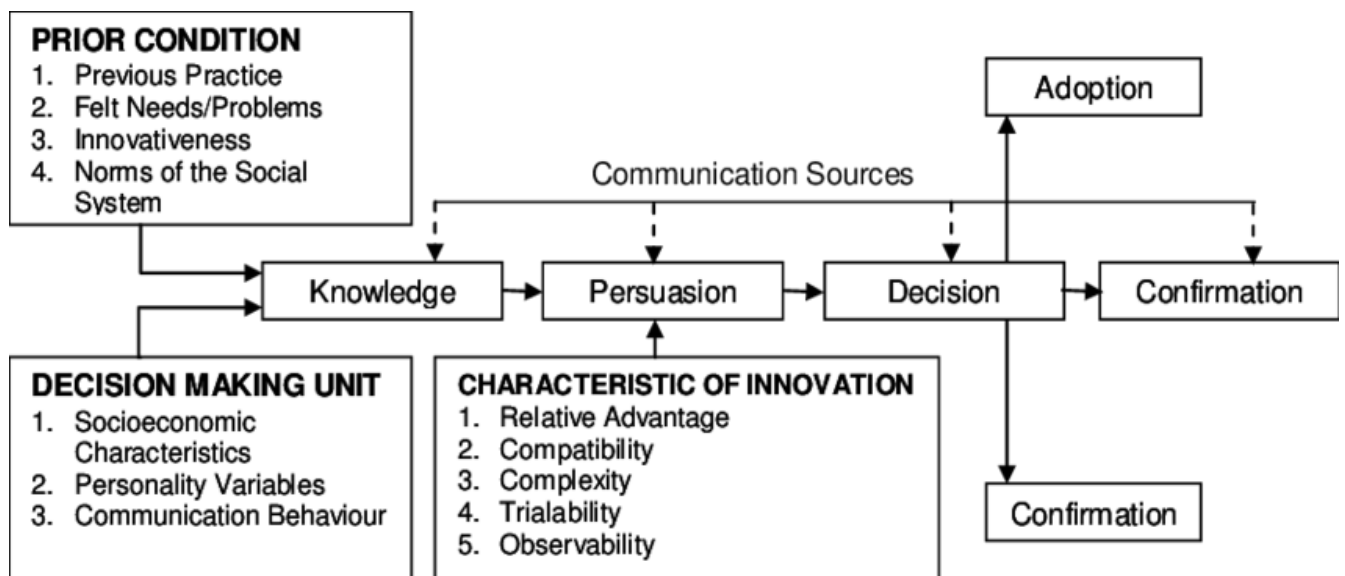 PRIOR CONDITION
1. Previous Practice
2. Felt Needs/Problems
3. Innovativeness
4. Norms of the Social
System
Adoption
Communication Sources
Knowledge
Persuasion
Decision
Confirmation
DECISION MAKING UNIT
1. Socioeconomic
Characteristics
2. Personality Variables
3. Communication Behaviour
CHARACTERISTIC OF INNOVATION
1. Relative Advantage
2. Compatibility
3. Complexity
4. Trialability
5. Observability
Confirmation